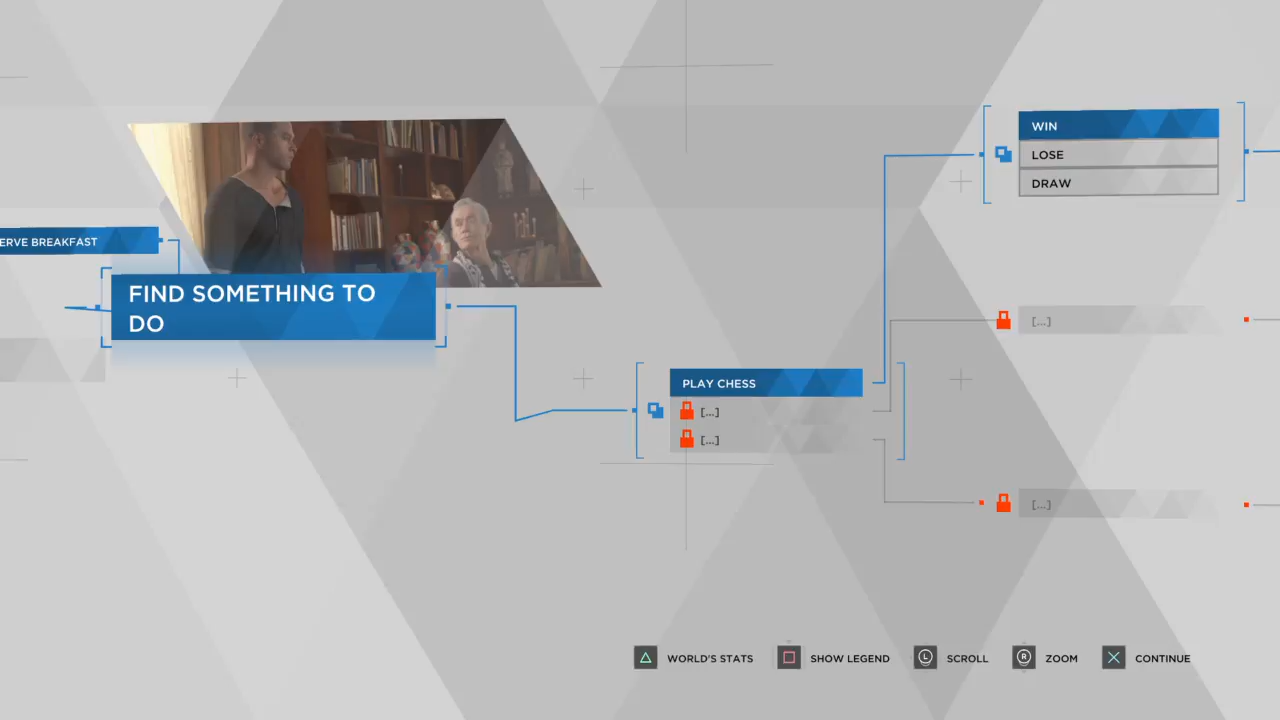 WIN
LOSE
DRAW
ERVE BREAKFAST
FIND SOMETHING TO
DO
[...]
PLAY CHESS
[...]
[...]
[...]
WORLD'S STATS
SHOW LEGEND
L
SCROLL
R
ZOOM
CONTINUE